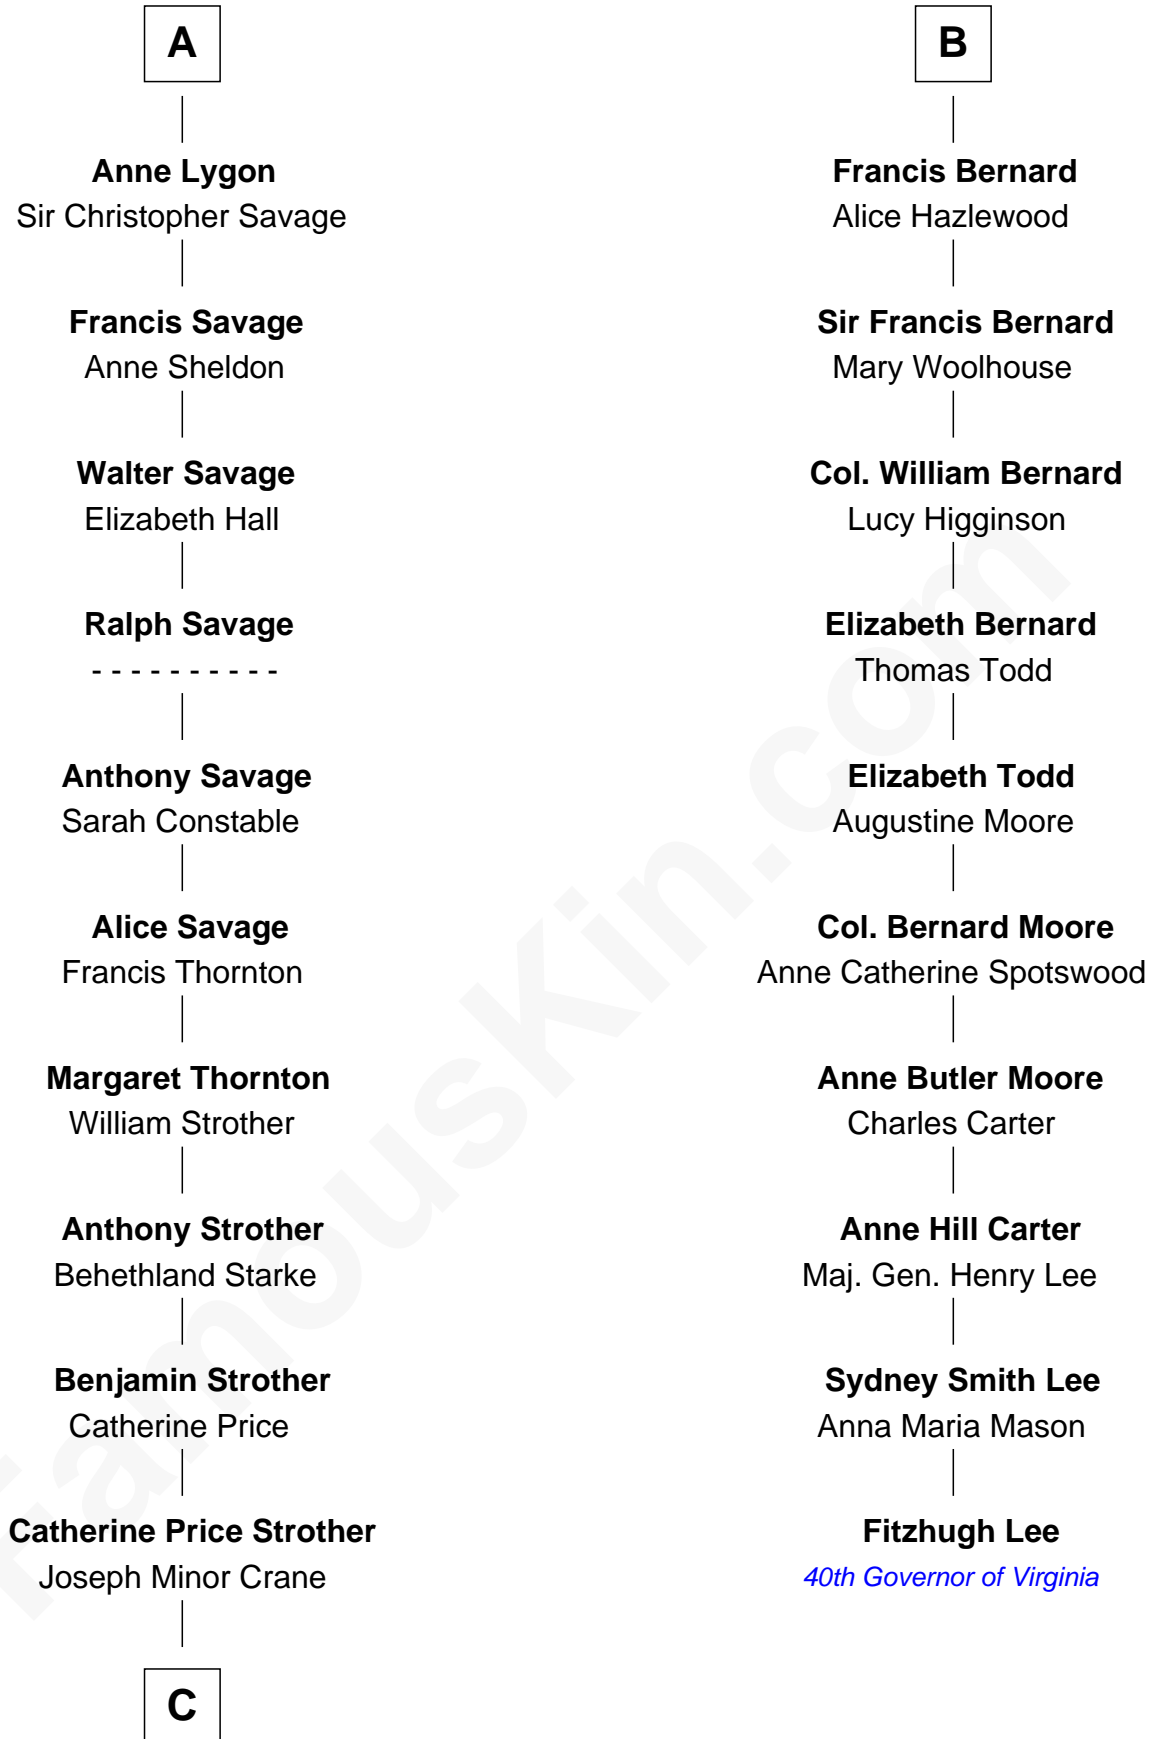 A
Anne Lygon
Sir Christopher Savage
Francis Savage
Anne Sheldon
Walter Savage
Elizabeth Hall
Ralph Savage
- - - - - - - - - -
Anthony Savage
Sarah Constable
Alice Savage
Francis Thornton
Margaret Thornton
William Strother
Anthony Strother
Behethland Starke
Benjamin Strother
Catherine Price
Catherine Price Strother
Joseph Minor Crane
C
B
Francis Bernard
Alice Hazlewood
Sir Francis Bernard
Mary Woolhouse
Col. William Bernard
Lucy Higginson
Elizabeth Bernard
Thomas Todd
Elizabeth Todd
Augustine Moore
Col. Bernard Moore
Anne Catherine Spotswood
Anne Butler Moore
Charles Carter
Anne Hill Carter
Maj. Gen. Henry Lee
Sydney Smith Lee
Anna Maria Mason
Fitzhugh Lee
40th Governor of Virginia
FamousKin.com